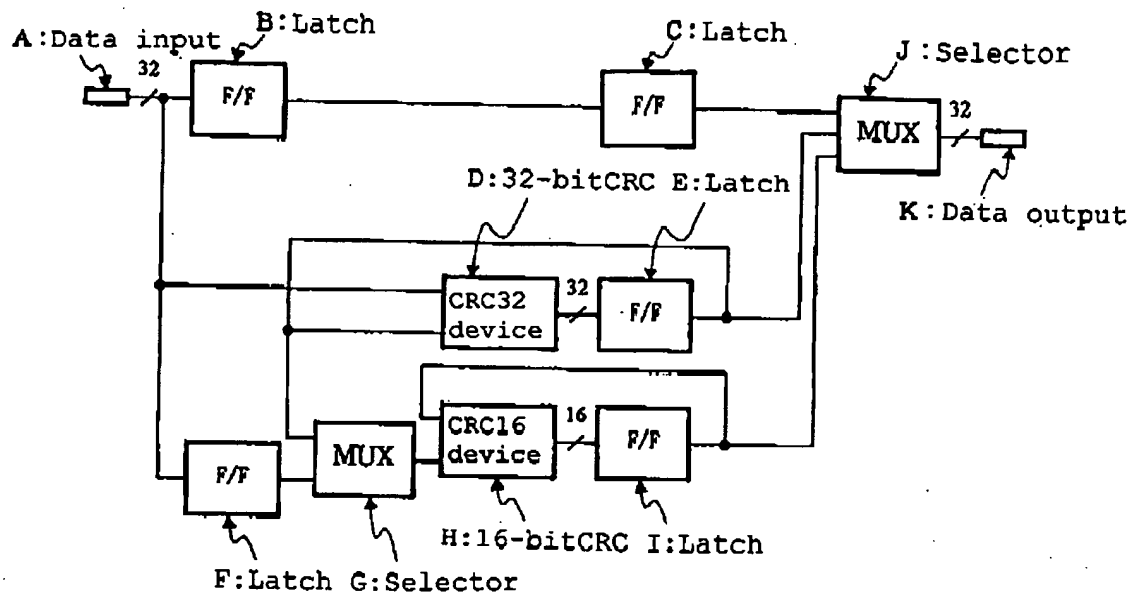 A:Data input
B:Latch
C:Latch
J:Selector
32
F/F
F/F
MUX
32
K:Data output
D:32-bitCRC E:Latch
CRC32
device
32
F/F
CRC16
device
16
F/F
F/F
MUX
H:16-bitCRC I:Latch
F:Latch G:Selector